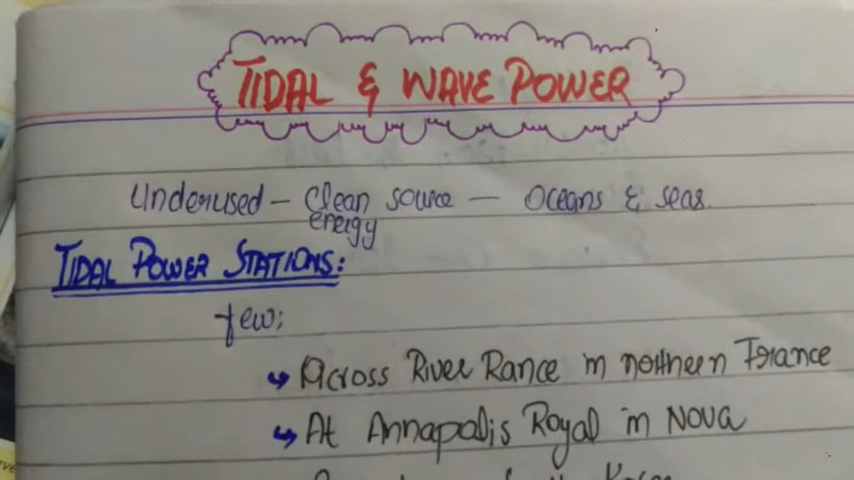 TIDAL & WAVE POWER
Underused - Clean source - Oceans & seas.
energy
TIDAL POWER STATIONS:
few:
Across River Rance in northern France
At Annapolis Royal in Nova